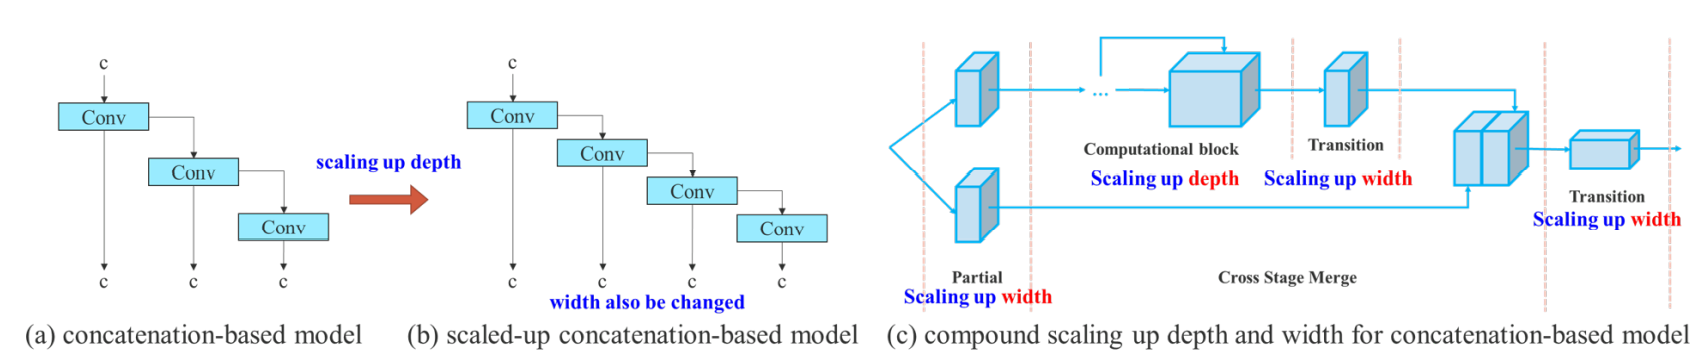 c
Conv
Conv
Conv
c
c
c
scaling up depth
c
Conv
Conv
Conv
Conv
c
c
c
c
width also be changed
...
Computational block
Scaling up depth
Transition
Scaling up width
Transition
Scaling up width
Partial
Scaling up width
Cross Stage Merge
(a) concatenation-based model
(b) scaled-up concatenation-based model
(c) compound scaling up depth and width for concatenation-based model